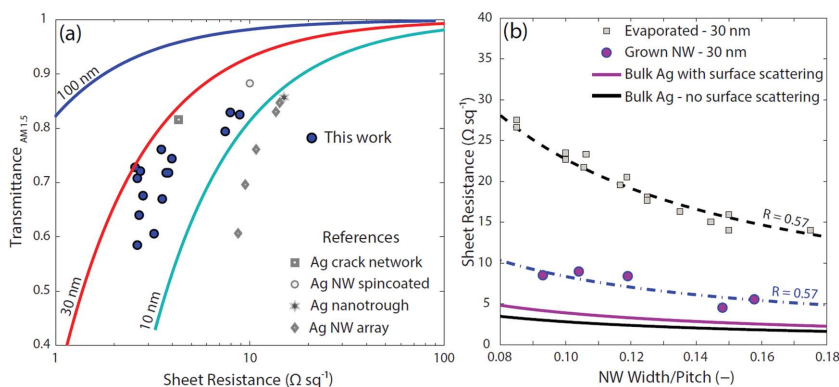 (a)
1
0.9
0.8
0.7
0.6
0.5
0.4
Transmittance AM 1.5
100 nm
30 nm
10 nm
This work
References
Ag crack network
Ag NW spincoated
Ag nanotrough
Ag NW array
1
10
100
Sheet Resistance (Ω sq⁻¹)
(b)
40
35
30
25
20
15
10
5
0
Sheet Resistance (Ω sq⁻¹)
Evaporated - 30 nm
Grown NW - 30 nm
Bulk Ag with surface scattering
Bulk Ag - no surface scattering
R = 0.57
R = 0.57
0.08
0.10
0.12
0.14
0.16
0.18
NW Width/Pitch (−)